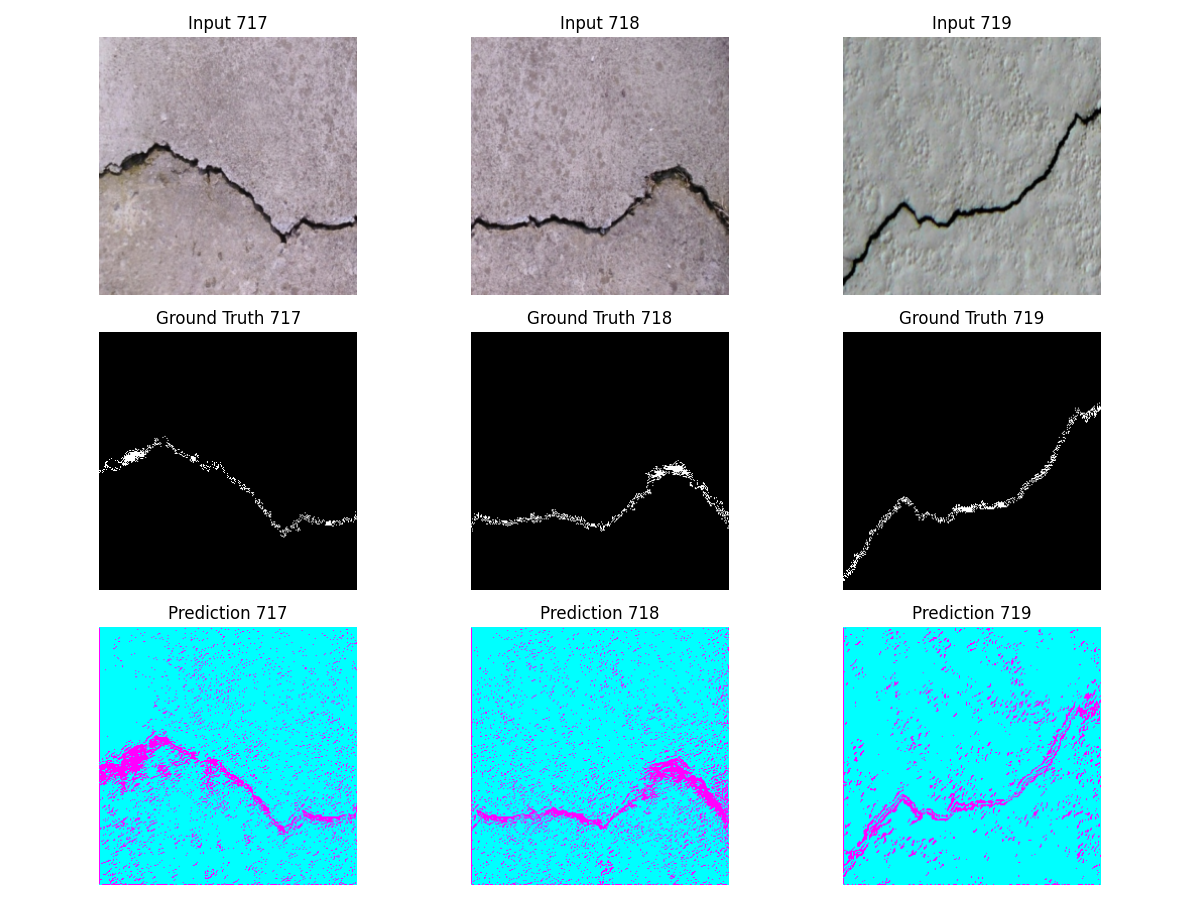 Input 717
Input 718
Input 719
Ground Truth 717
Ground Truth 718
Ground Truth 719
Prediction 717
Prediction 718
Prediction 719